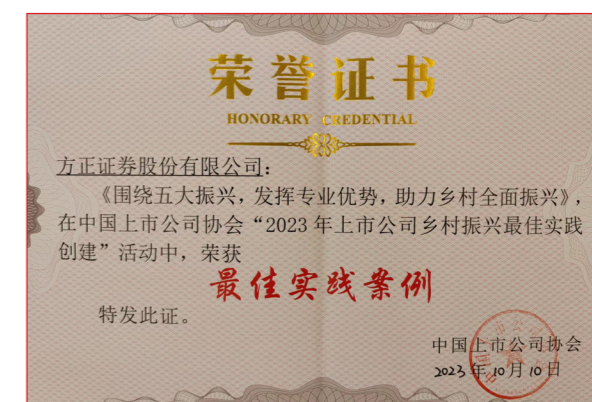 荣誉证书
HONORARY CREDENTIAL
方正证券股份有限公司：
《围绕五大振兴，发挥专业优势，助力乡村全面振兴》，
在中国上市公司协会“2023年上市公司乡村振兴最佳实践
创建”活动中，荣获
最佳实践案例
特发此证。
中国上市公司协会
2023年10月10日